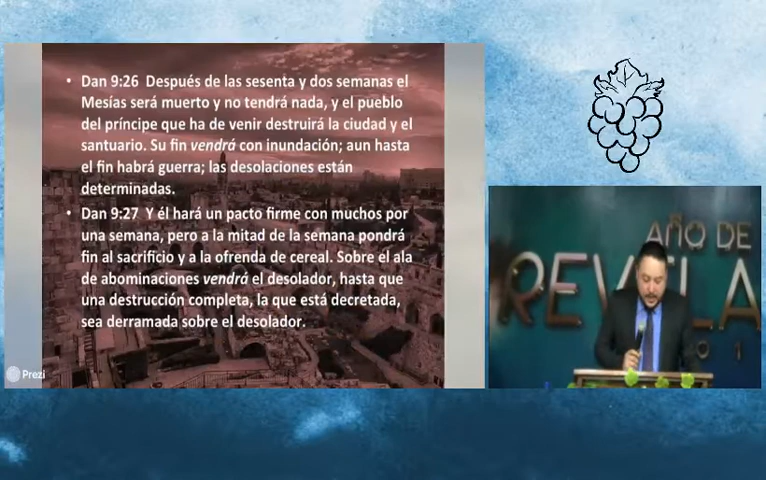 • Dan 9:26 Después de las sesenta y dos semanas el
Mesías será muerto y no tendrá nada, y el pueblo
del príncipe que ha de venir destruirá la ciudad y el
santuario. Su fin vendrá con inundación; aun hasta
el fin habrá guerra; las desolaciones están
determinadas.
• Dan 9:27 Y él hará un pacto firme con muchos por
una semana, pero a la mitad de la semana pondrá
fin al sacrificio y a la ofrenda de cereal. Sobre el ala
de abominaciones vendrá el desolador, hasta que
una destrucción completa, la que está decretada,
sea derramada sobre el desolador.
Prezi
AÑO DE
REVELA
01